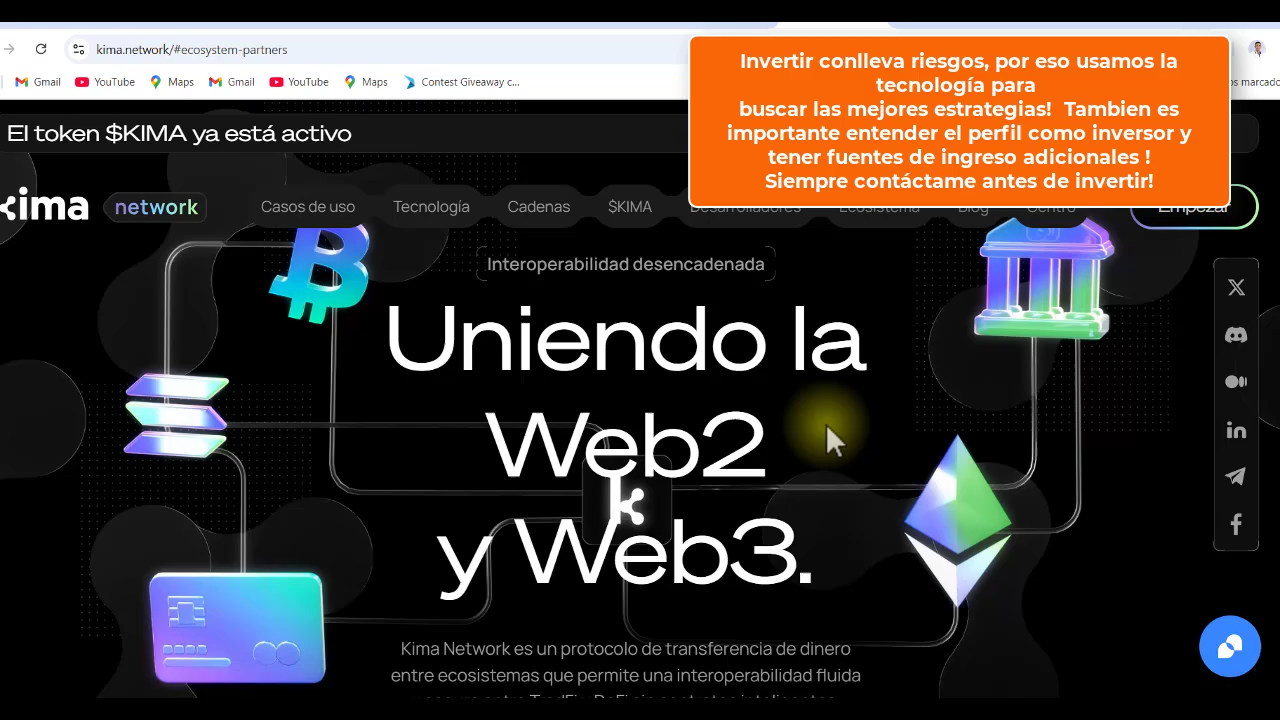 kima.network/#ecosystem-partners
Gmail YouTube Maps Gmail YouTube Maps Contest Giveaway c...
Invertir conlleva riesgos, por eso usamos la
tecnología para
buscar las mejores estrategias! Tambien es
importante entender el perfil como inversor y
tener fuentes de ingreso adicionales !
Siempre contáctame antes de invertir!
El token $KIMA ya está activo
kima network Casos de uso Tecnología Cadenas $KIMA Desarrolladores Ecosistema Blog Centro Empezar
Interoperabilidad desencadenada
Uniendo la
Web2
y Web3.
Kima Network es un protocolo de transferencia de dinero
entre ecosistemas que permite una interoperabilidad fluida